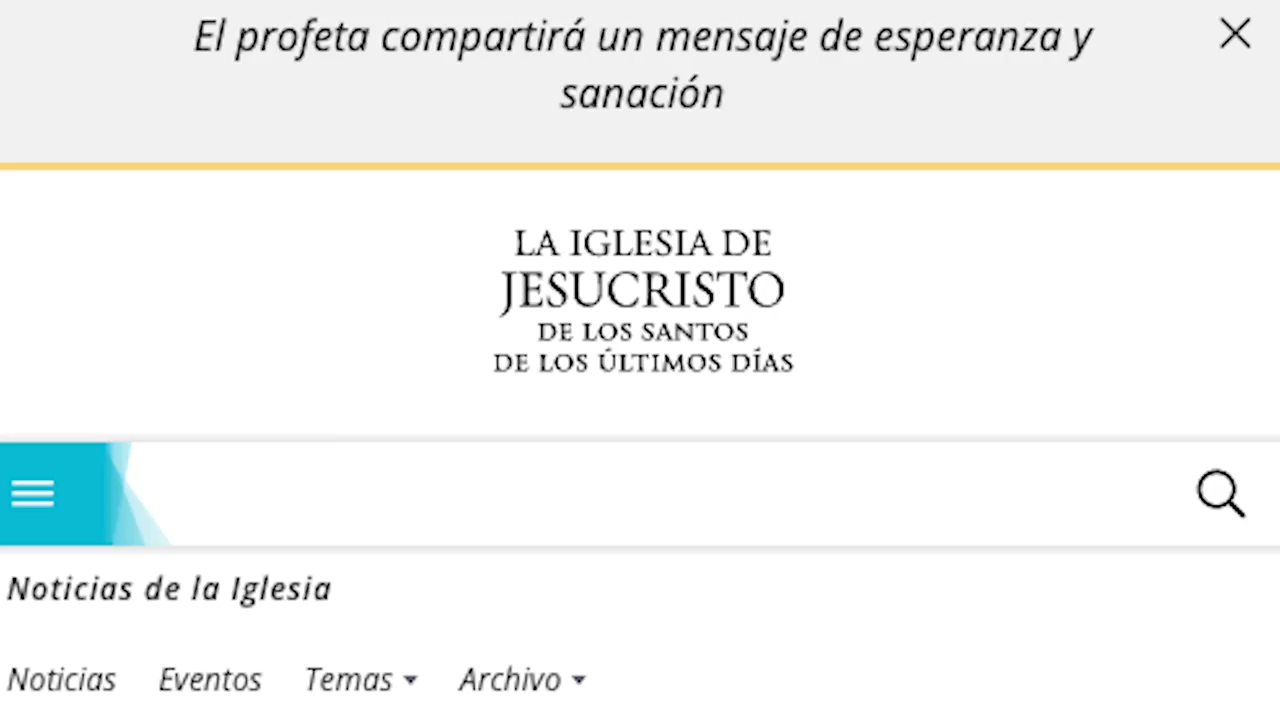 El profeta compartirá un mensaje de esperanza y
sanación
LA IGLESIA DE
JESUCRISTO
DE LOS SANTOS
DE LOS ÚLTIMOS DÍAS
Noticias de la Iglesia
Noticias Eventos Temas Archivo